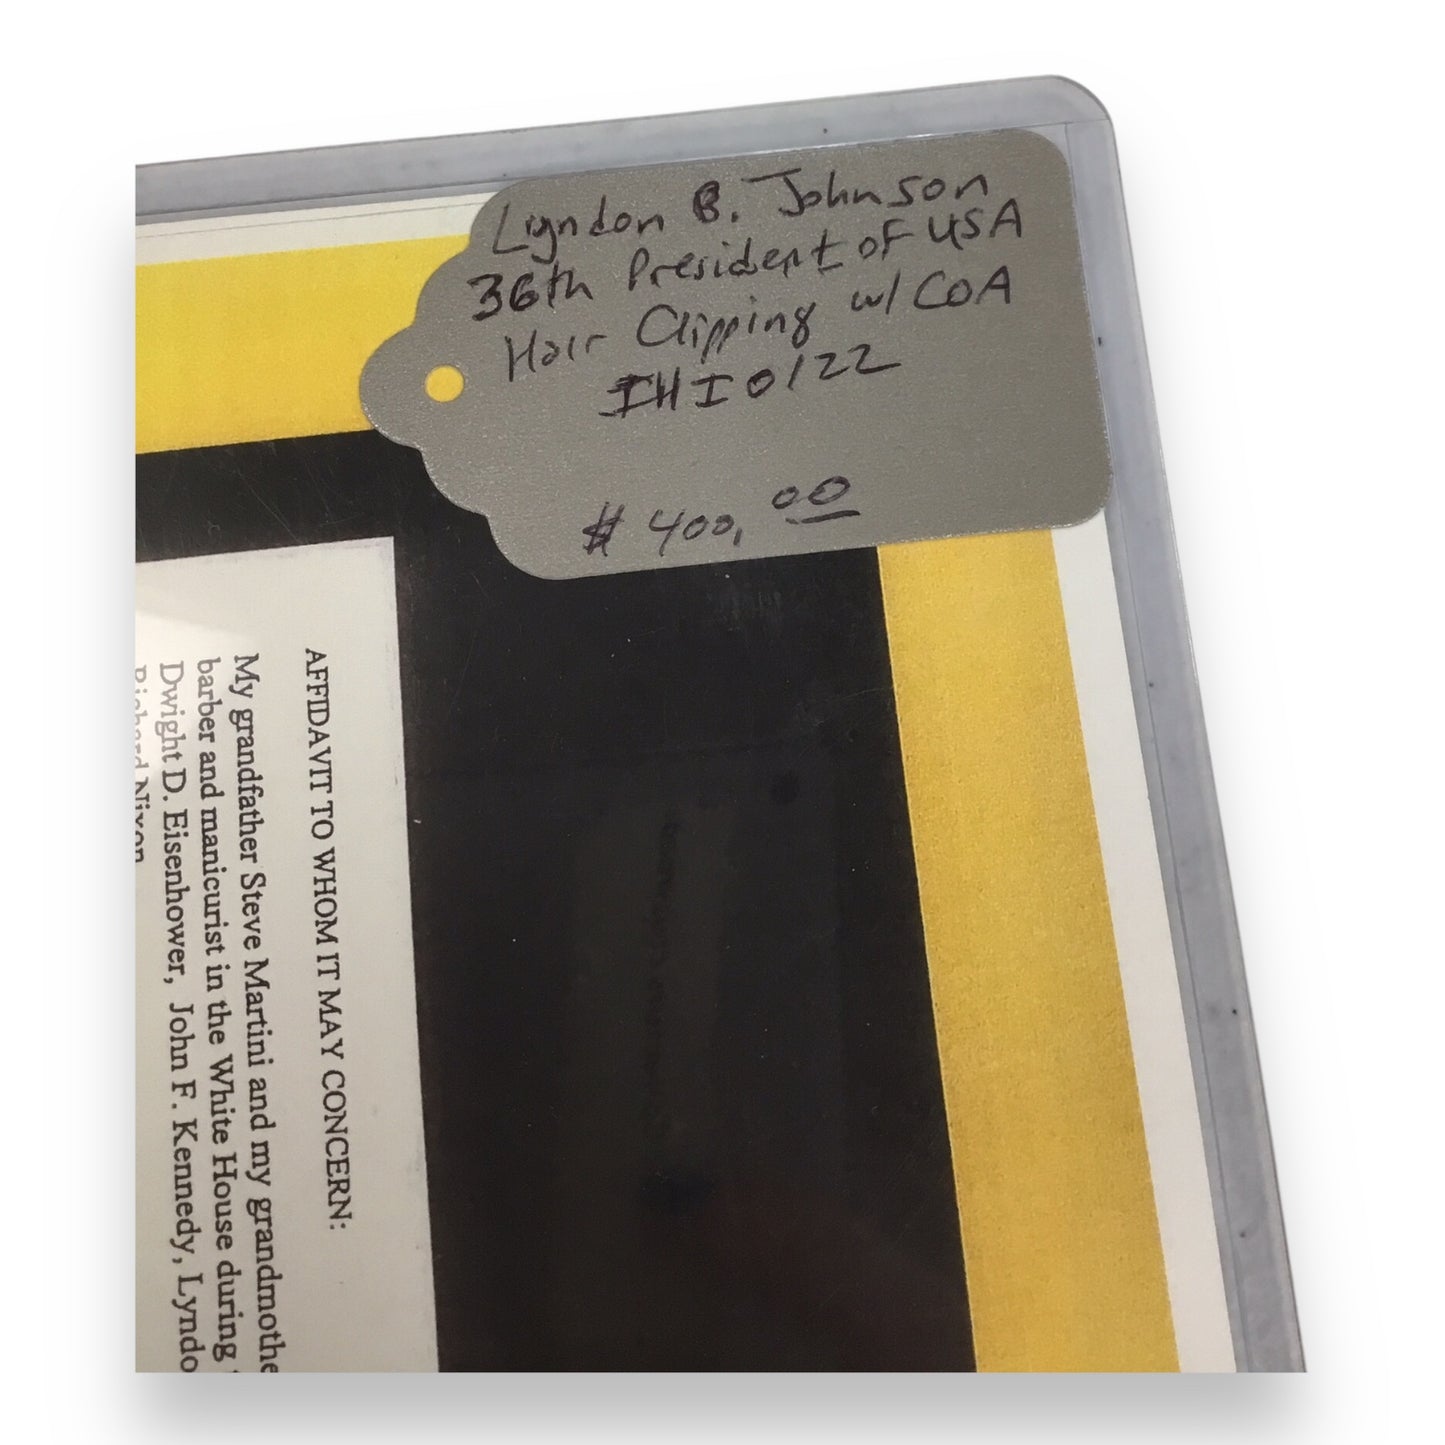 Lyndon B. Johnson
36th President of USA
Hair Clipping w/ COA
IHI0122
$ 400.00
AFFIDAVIT TO WHOM IT MAY CONCERN:
My grandfather Steve Martini and my grandmothe
barber and manicurist in the White House during
Dwight D. Eisenhower, John F. Kennedy, Lyndo
Richard Nixon